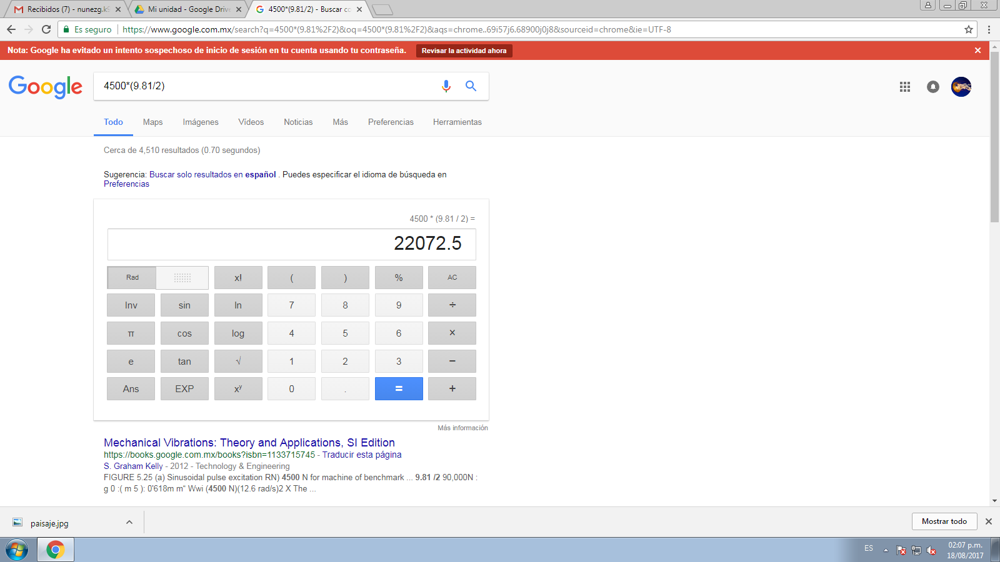 Recibidos (7) - nunezg.k
Mi unidad - Google Drive
4500*(9.81/2) - Buscar co
Es seguro
https://www.google.com.mx/search?q=4500*(9.81%2F2)&oq=4500*(9.81%2F2)&aqs=chrome..69i57j6.68900j0j8&sourceid=chrome&ie=UTF-8
Nota: Google ha evitado un intento sospechoso de inicio de sesión en tu cuenta usando tu contraseña.
Revisar la actividad ahora
Google
4500*(9.81/2)
Todo Maps Imágenes Vídeos Noticias Más Preferencias Herramientas
Cerca de 4,510 resultados (0.70 segundos)
Sugerencia: Buscar solo resultados en español . Puedes especificar el idioma de búsqueda en
Preferencias
4500 * (9.81 / 2) =
22072.5
Rad x! ( ) % AC
Inv sin ln 7 8 9 ÷
π cos log 4 5 6 ×
e tan √ 1 2 3 −
Ans EXP xʸ 0 . = +
Más información
Mechanical Vibrations: Theory and Applications, SI Edition
https://books.google.com.mx/books?isbn=1133715745 - Traducir esta página
S. Graham Kelly - 2012 - Technology & Engineering
FIGURE 5.25 (a) Sinusoidal pulse excitation RN) 4500 N for machine of benchmark ... 9.81 /2 90,000N :
g 0 :( m 5 ): 0'618m m“ Wwi (4500 N)(12.6 rad/s)2 X The ...
paisaje.jpg
Mostrar todo
ES
02:07 p.m.
18/08/2017